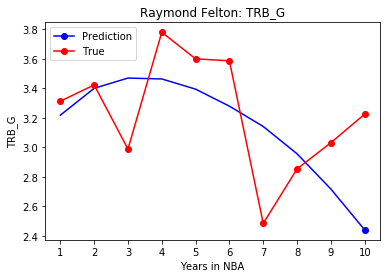 Raymond Felton: TRB_G
Prediction
True
TRB_G
3.8
3.6
3.4
3.2
3.0
2.8
2.6
2.4
1 2 3 4 5 6 7 8 9 10
Years in NBA